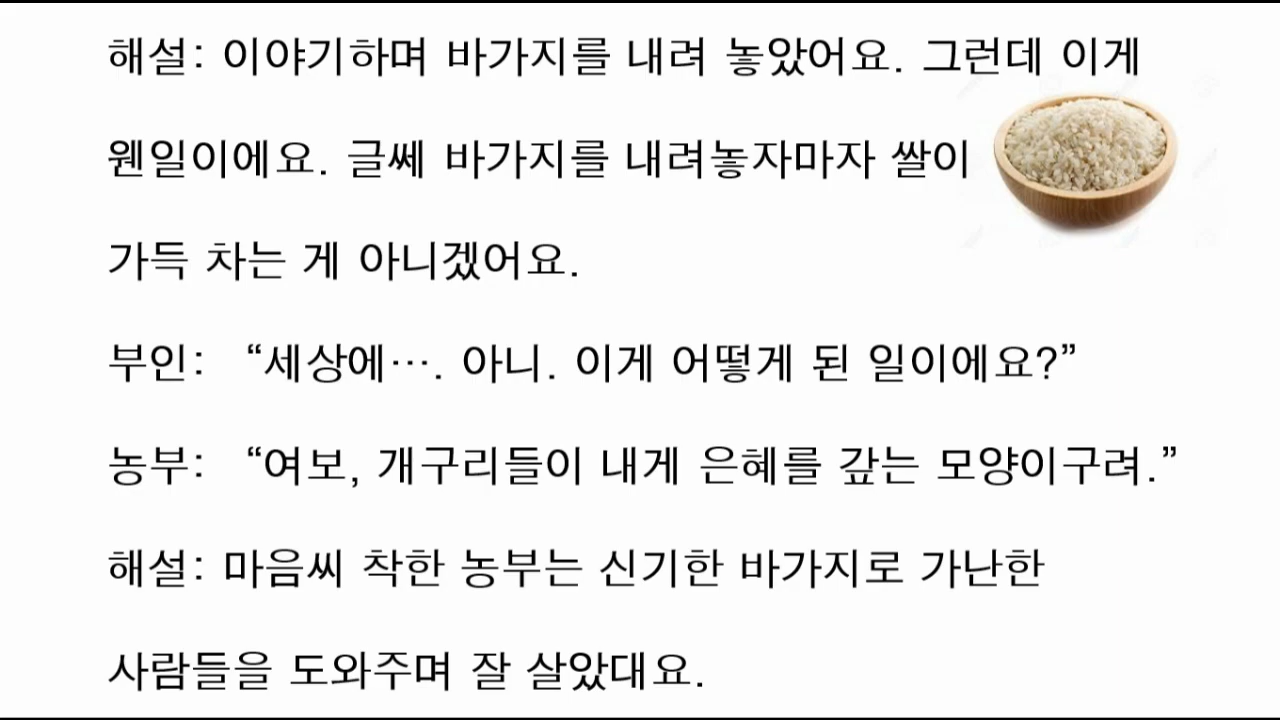 해설: 이야기하며 바가지를 내려 놓았어요. 그런데 이게
웬일이에요. 글쎄 바가지를 내려놓자마자 쌀이
가득 차는 게 아니겠어요.
부인: “세상에…. 아니. 이게 어떻게 된 일이에요?”
농부: “여보, 개구리들이 내게 은혜를 갚는 모양이구려.”
해설: 마음씨 착한 농부는 신기한 바가지로 가난한
사람들을 도와주며 잘 살았대요.